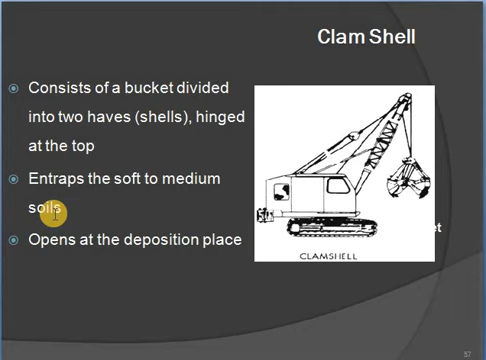 Clam Shell
Consists of a bucket divided
into two haves (shells), hinged
at the top
Entraps the soft to medium
soils
Opens at the deposition place
et
CLAMSHELL
57